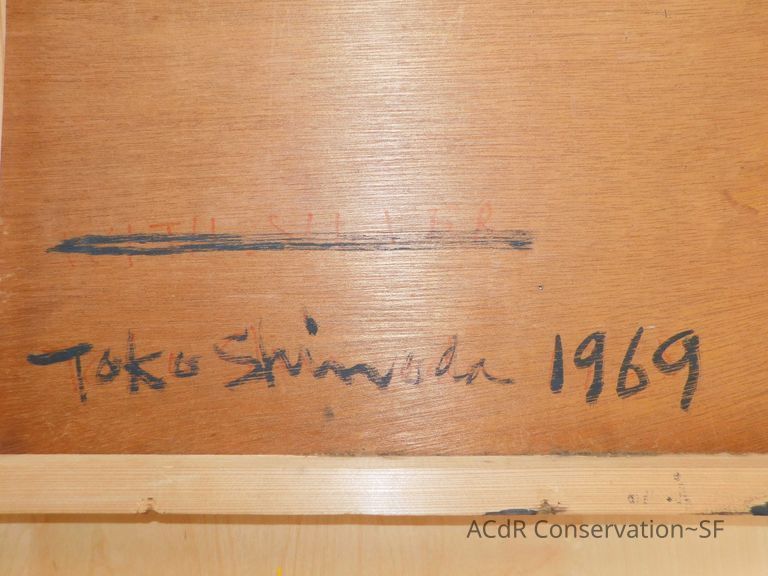 Toko Shinoda 1969
ACdR Conservation~SF